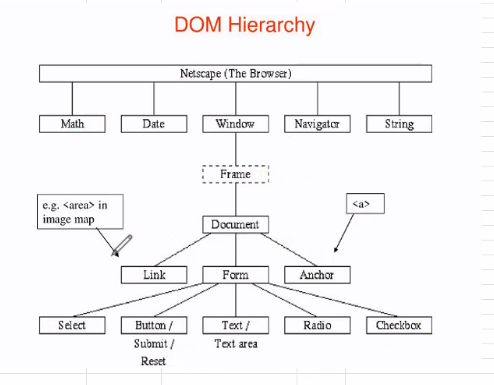 DOM Hierarchy
Netscape (The Browser)
Math
Date
Window
Navigator
String
Frame
e.g. <area> in
image map
<a>
Document
Link
Form
Anchor
Select
Button /
Submit /
Reset
Text /
Text area
Radio
Checkbox